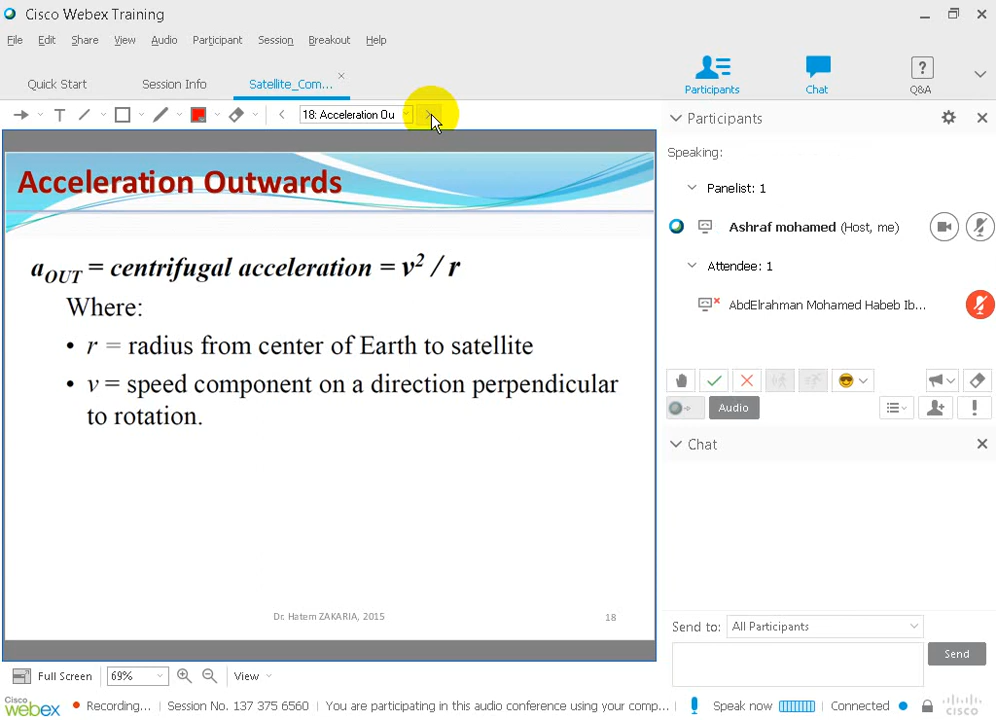 Cisco Webex Training
File Edit Share View Audio Participant Session Breakout Help
Quick Start Session Info Satellite_Com...
Participants Chat Q&A
T 18: Acceleration Ou
Acceleration Outwards
aOUT = centrifugal acceleration = v² / r
Where:
• r = radius from center of Earth to satellite
• v = speed component on a direction perpendicular
to rotation.
Dr. Hatem ZAKARIA, 2015 18
Participants
Speaking:
Panelist: 1
Ashraf mohamed (Host, me)
Attendee: 1
AbdElrahman Mohamed Habeb Ib...
Audio
Chat
Send to: All Participants
Send
Full Screen 69% View
Cisco webex Recording... Session No. 137 375 6560 You are participating in this audio conference using your comp... Speak now Connected cisco